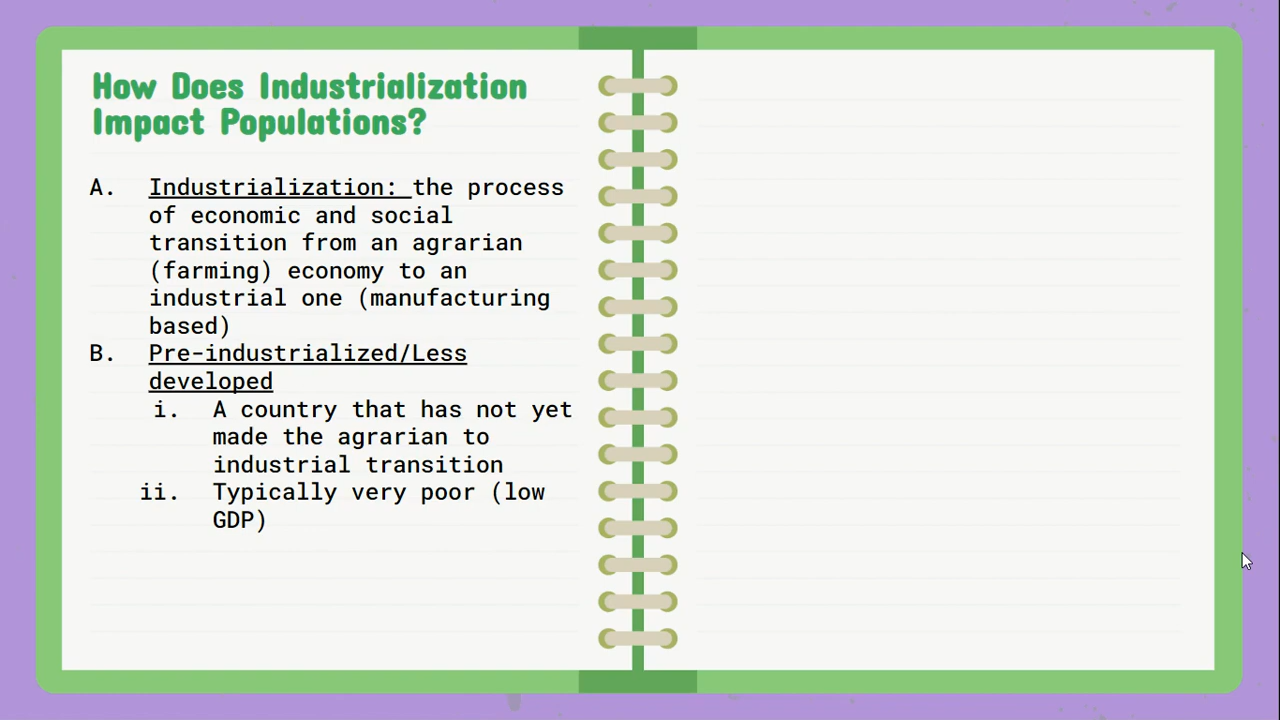 How Does Industrialization
Impact Populations?
A. Industrialization: the process
of economic and social
transition from an agrarian
(farming) economy to an
industrial one (manufacturing
based)
B. Pre-industrialized/Less
developed
i. A country that has not yet
made the agrarian to
industrial transition
ii. Typically very poor (low
GDP)